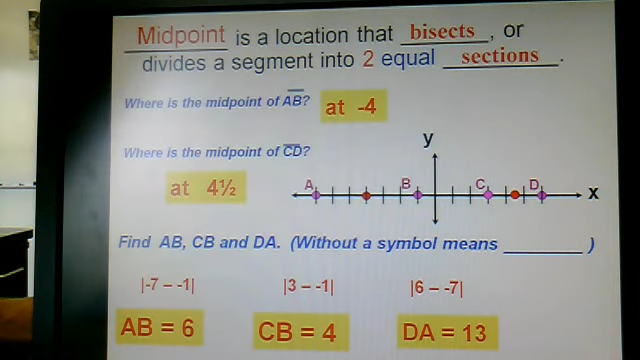 Midpoint is a location that bisects, or
divides a segment into 2 equal sections.
Where is the midpoint of AB?
at -4
Where is the midpoint of CD?
at 4½
y
A B C D x
Find AB, CB and DA. (Without a symbol means ________ )
|-7 – -1| |3 – -1| |6 – -7|
AB = 6 CB = 4 DA = 13